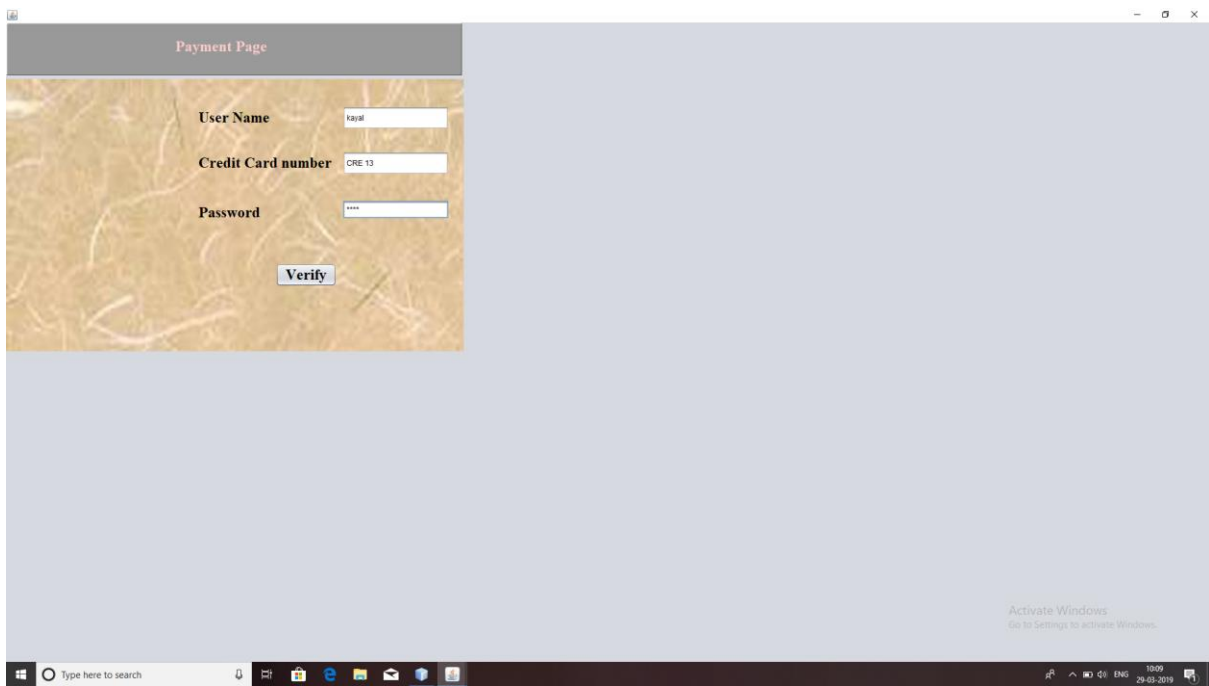 Payment Page
User Name
kayal
Credit Card number
CRE 13
Password
****
Verify
Activate Windows
Go to Settings to activate Windows.
Type here to search
ENG
10:09
29-03-2019